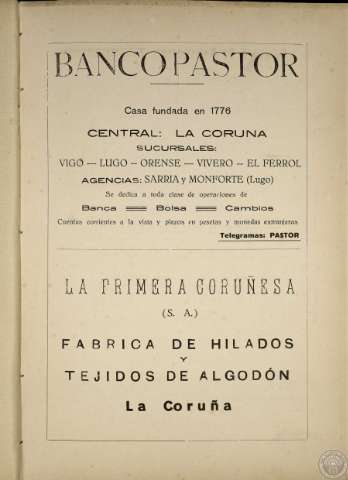 BANCO PASTOR
Casa fundada en 1776
CENTRAL: LA CORUNA
SUCURSALES:
VIGO — LUGO — ORENSE — VIVERO — EL FERROL
AGENCIAS: SARRIA y MONFORTE (Lugo)
Se dedica a toda clase de operaciones de
Banca Bolsa Cambios
Cuentas corrientes a la vista y plazos en pesetas y monedas extranjeras
Telegramas: PASTOR
LA PRIMERA CORUÑESA
(S. A.)
FABRICA DE HILADOS
Y
TEJIDOS DE ALGODÓN
La Coruña